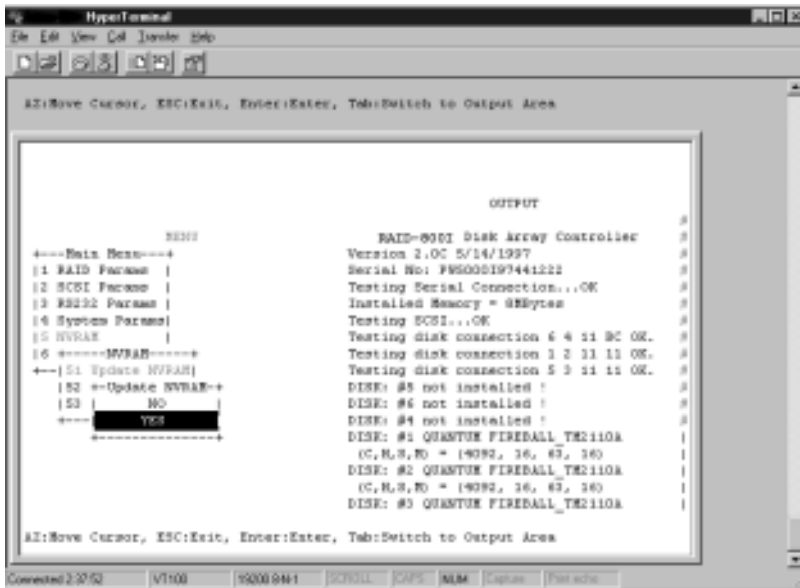 HyperTerminal
File Edit View Call Transfer Help
AZ:Move Cursor, ESC:Exit, Enter:Enter, Tab:Switch to Output Area
OUTPUT
MENU
RAID-8001 Disk Array Controller
+---Main Menu---+
Version 2.0C 5/14/1997
|1 RAID Params |
Serial No:
|2 SCSI Params |
Testing Serial Connection...OK
|3 RS232 Params |
Installed Memory = 8MBytes
|4 System Params|
Testing SCSI...OK
|5 NVRAM
Testing disk connection 6 4 11 BC OK.
|6 +-----NVRAM-----+
Testing disk connection 1 2 11 11 OK.
+--|51 Update NVRAM|
Testing disk connection 5 3 11 11 OK.
|52 +-Update NVRAM-+
DISK: #5 not installed !
|53 | NO |
DISK: #6 not installed !
+---- YES
DISK: #4 not installed !
+---------------+
DISK: #1 QUANTUM FIREBALL_TM2110A
(C,H,S,M) = (4092, 16, 63, 16)
DISK: #2 QUANTUM FIREBALL_TM2110A
(C,H,S,M) = (4092, 16, 63, 16)
DISK: #3 QUANTUM FIREBALL_TM2110A
AZ:Move Cursor, ESC:Exit, Enter:Enter, Tab:Switch to Output Area
Connected 2:37:52 VT100 19200 8-N-1 SCROLL CAPS NUM Capture Print echo